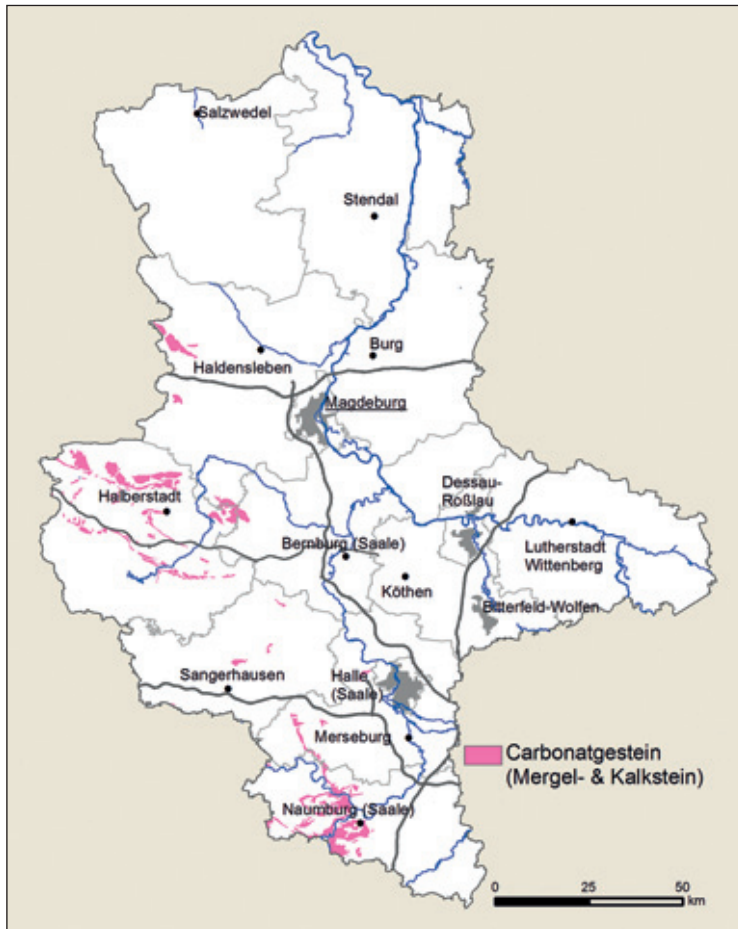 Salzwedel
Stendal
Burg
Haldensleben
Magdeburg
Halberstadt
Dessau-
Roßlau
Bernburg (Saale)
Lutherstadt
Wittenberg
Köthen
Bitterfeld-Wolfen
Sangerhausen
Halle
(Saale)
Merseburg
Carbonatgestein
(Mergel- & Kalkstein)
Naumburg (Saale)
0 25 50
km